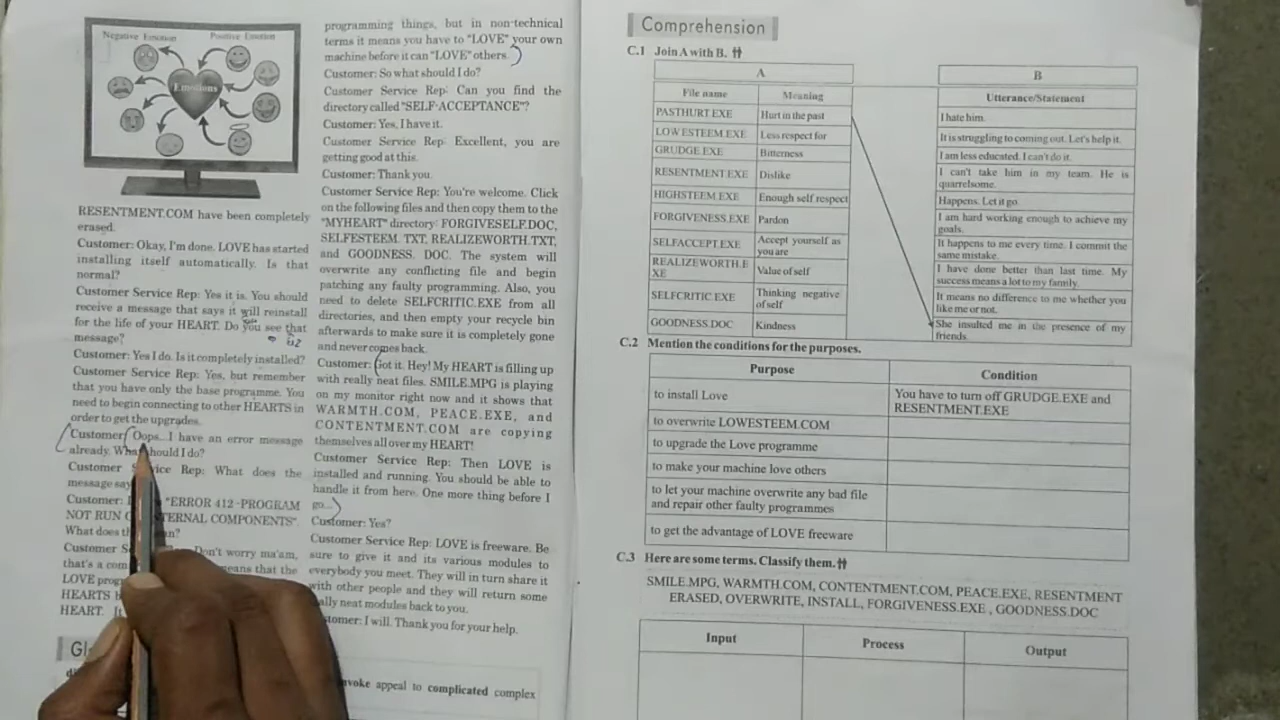 Negative Emotion Positive Emotion
Emotions
RESENTMENT.COM have been completely
erased.
Customer: Okay, I'm done. LOVE has started
installing itself automatically. Is that
normal?
Customer Service Rep: Yes it is. You should
receive a message that says it will reinstall
for the life of your HEART. Do you see that
message?
Customer: Yes I do. Is it completely installed?
Customer Service Rep: Yes, but remember
that you have only the base programme. You
need to begin connecting to other HEARTS in
order to get the upgrades.
Customer: Oops...I have an error message
already. What should I do?
Customer Service Rep: What does the
message say
Customer: "ERROR 412 -PROGRAM
NOT RUN TERNAL COMPONENTS".
What does th an?
Customer Se Don't worry ma'am,
that's a com means that the
LOVE prog
HEARTS b
HEART. It
programming things, but in non-technical
terms it means you have to "LOVE" your own
machine before it can "LOVE" others.
Customer: So what should I do?
Customer Service Rep: Can you find the
directory called "SELF-ACCEPTANCE"?
Customer: Yes, I have it.
Customer Service Rep: Excellent, you are
getting good at this.
Customer: Thank you.
Customer Service Rep: You're welcome. Click
on the following files and then copy them to the
"MYHEART" directory: FORGIVESELF.DOC,
SELFESTEEM. TXT, REALIZEWORTH.TXT,
and GOODNESS. DOC. The system will
overwrite any conflicting file and begin
patching any faulty programming. Also, you
need to delete SELFCRITIC.EXE from all
directories, and then empty your recycle bin
afterwards to make sure it is completely gone
and never comes back.
Customer: Got it. Hey! My HEART is filling up
with really neat files. SMILE.MPG is playing
on my monitor right now and it shows that
WARMTH.COM, PEACE.EXE, and
CONTENTMENT.COM are copying
themselves all over my HEART!
Customer Service Rep: Then LOVE is
installed and running. You should be able to
handle it from here. One more thing before I
go...
Customer: Yes?
Customer Service Rep: LOVE is freeware. Be
sure to give it and its various modules to
everybody you meet. They will in turn share it
with other people and they will return some
ally neat modules back to you.
tomer: I will. Thank you for your help.
Gl
nvoke appeal to complicated complex
Comprehension
C.1 Join A with B.
A B
File name Meaning Utterance/Statement
PASTHURT.EXE Hurt in the past I hate him.
LOWESTEEM.EXE Less respect for It is struggling to coming out. Let's help it.
GRUDGE.EXE Bitterness I am less educated. I can't do it.
RESENTMENT.EXE Dislike I can't take him in my team. He is
quarrelsome.
HIGHSTEEM.EXE Enough self respect Happens. Let it go.
FORGIVENESS.EXE Pardon I am hard working enough to achieve my
goals.
SELFACCEPT.EXE Accept yourself as
you are It happens to me every time. I commit the
same mistake.
REALIZEWORTH.E
XE Value of self I have done better than last time. My
success means a lot to my family.
SELFCRITIC.EXE Thinking negative
of self It means no difference to me whether you
like me or not.
GOODNESS.DOC Kindness She insulted me in the presence of my
friends.
C.2 Mention the conditions for the purposes.
Purpose Condition
to install Love You have to turn off GRUDGE.EXE and
RESENTMENT.EXE
to overwrite LOWESTEEM.COM
to upgrade the Love programme
to make your machine love others
to let your machine overwrite any bad file
and repair other faulty programmes
to get the advantage of LOVE freeware
C.3 Here are some terms. Classify them.
SMILE.MPG, WARMTH.COM, CONTENTMENT.COM, PEACE.EXE, RESENTMENT
ERASED, OVERWRITE, INSTALL, FORGIVENESS.EXE , GOODNESS.DOC
Input Process Output